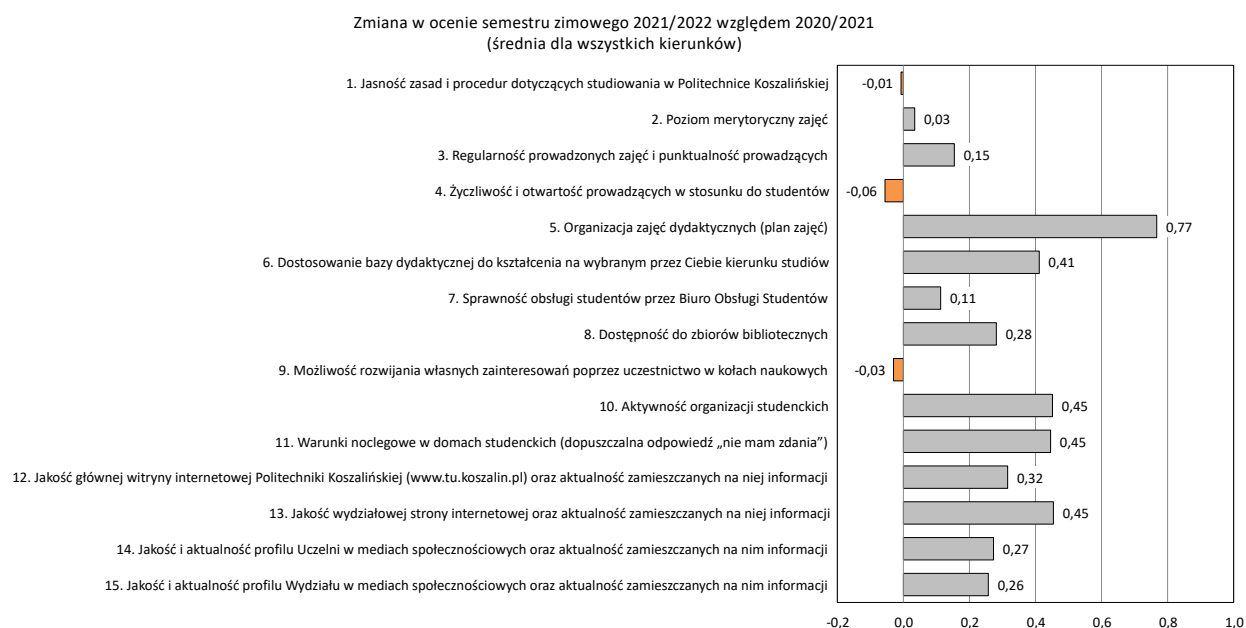 Zmiana w ocenie semestru zimowego 2021/2022 względem 2020/2021
(średnia dla wszystkich kierunków)
1. Jasność zasad i procedur dotyczących studiowania w Politechnice Koszalińskiej
-0,01
2. Poziom merytoryczny zajęć
0,03
3. Regularność prowadzonych zajęć i punktualność prowadzących
0,15
4. Życzliwość i otwartość prowadzących w stosunku do studentów
-0,06
5. Organizacja zajęć dydaktycznych (plan zajęć)
0,77
6. Dostosowanie bazy dydaktycznej do kształcenia na wybranym przez Ciebie kierunku studiów
0,41
7. Sprawność obsługi studentów przez Biuro Obsługi Studentów
0,11
8. Dostępność do zbiorów bibliotecznych
0,28
9. Możliwość rozwijania własnych zainteresowań poprzez uczestnictwo w kołach naukowych
-0,03
10. Aktywność organizacji studenckich
0,45
11. Warunki noclegowe w domach studenckich (dopuszczalna odpowiedź „nie mam zdania”)
0,45
12. Jakość głównej witryny internetowej Politechniki Koszalińskiej (www.tu.koszalin.pl) oraz aktualność zamieszczanych na niej informacji
0,32
13. Jakość wydziałowej strony internetowej oraz aktualność zamieszczanych na niej informacji
0,45
14. Jakość i aktualność profilu Uczelni w mediach społecznościowych oraz aktualność zamieszczanych na nim informacji
0,27
15. Jakość i aktualność profilu Wydziału w mediach społecznościowych oraz aktualność zamieszczanych na nim informacji
0,26
-0,2 0,0 0,2 0,4 0,6 0,8 1,0